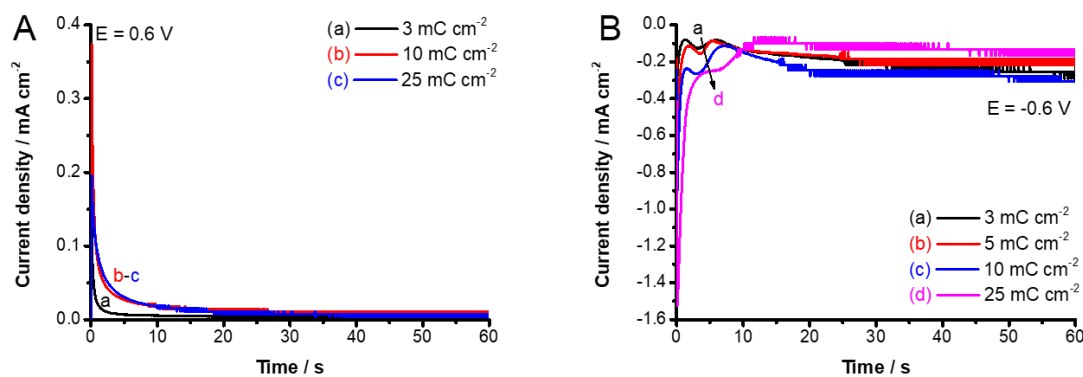 A
E = 0.6 V
(a) 3 mC cm⁻²
(b) 10 mC cm⁻²
(c) 25 mC cm⁻²
b-c
a
0.4
0.3
0.2
0.1
0.0
0 10 20 30 40 50 60
Current density / mA cm⁻²
Time / s
B
a
d
E = -0.6 V
(a) 3 mC cm⁻²
(b) 5 mC cm⁻²
(c) 10 mC cm⁻²
(d) 25 mC cm⁻²
0.0
-0.2
-0.4
-0.6
-0.8
-1.0
-1.2
-1.4
-1.6
0 10 20 30 40 50 60
Current density / mA cm⁻²
Time / s